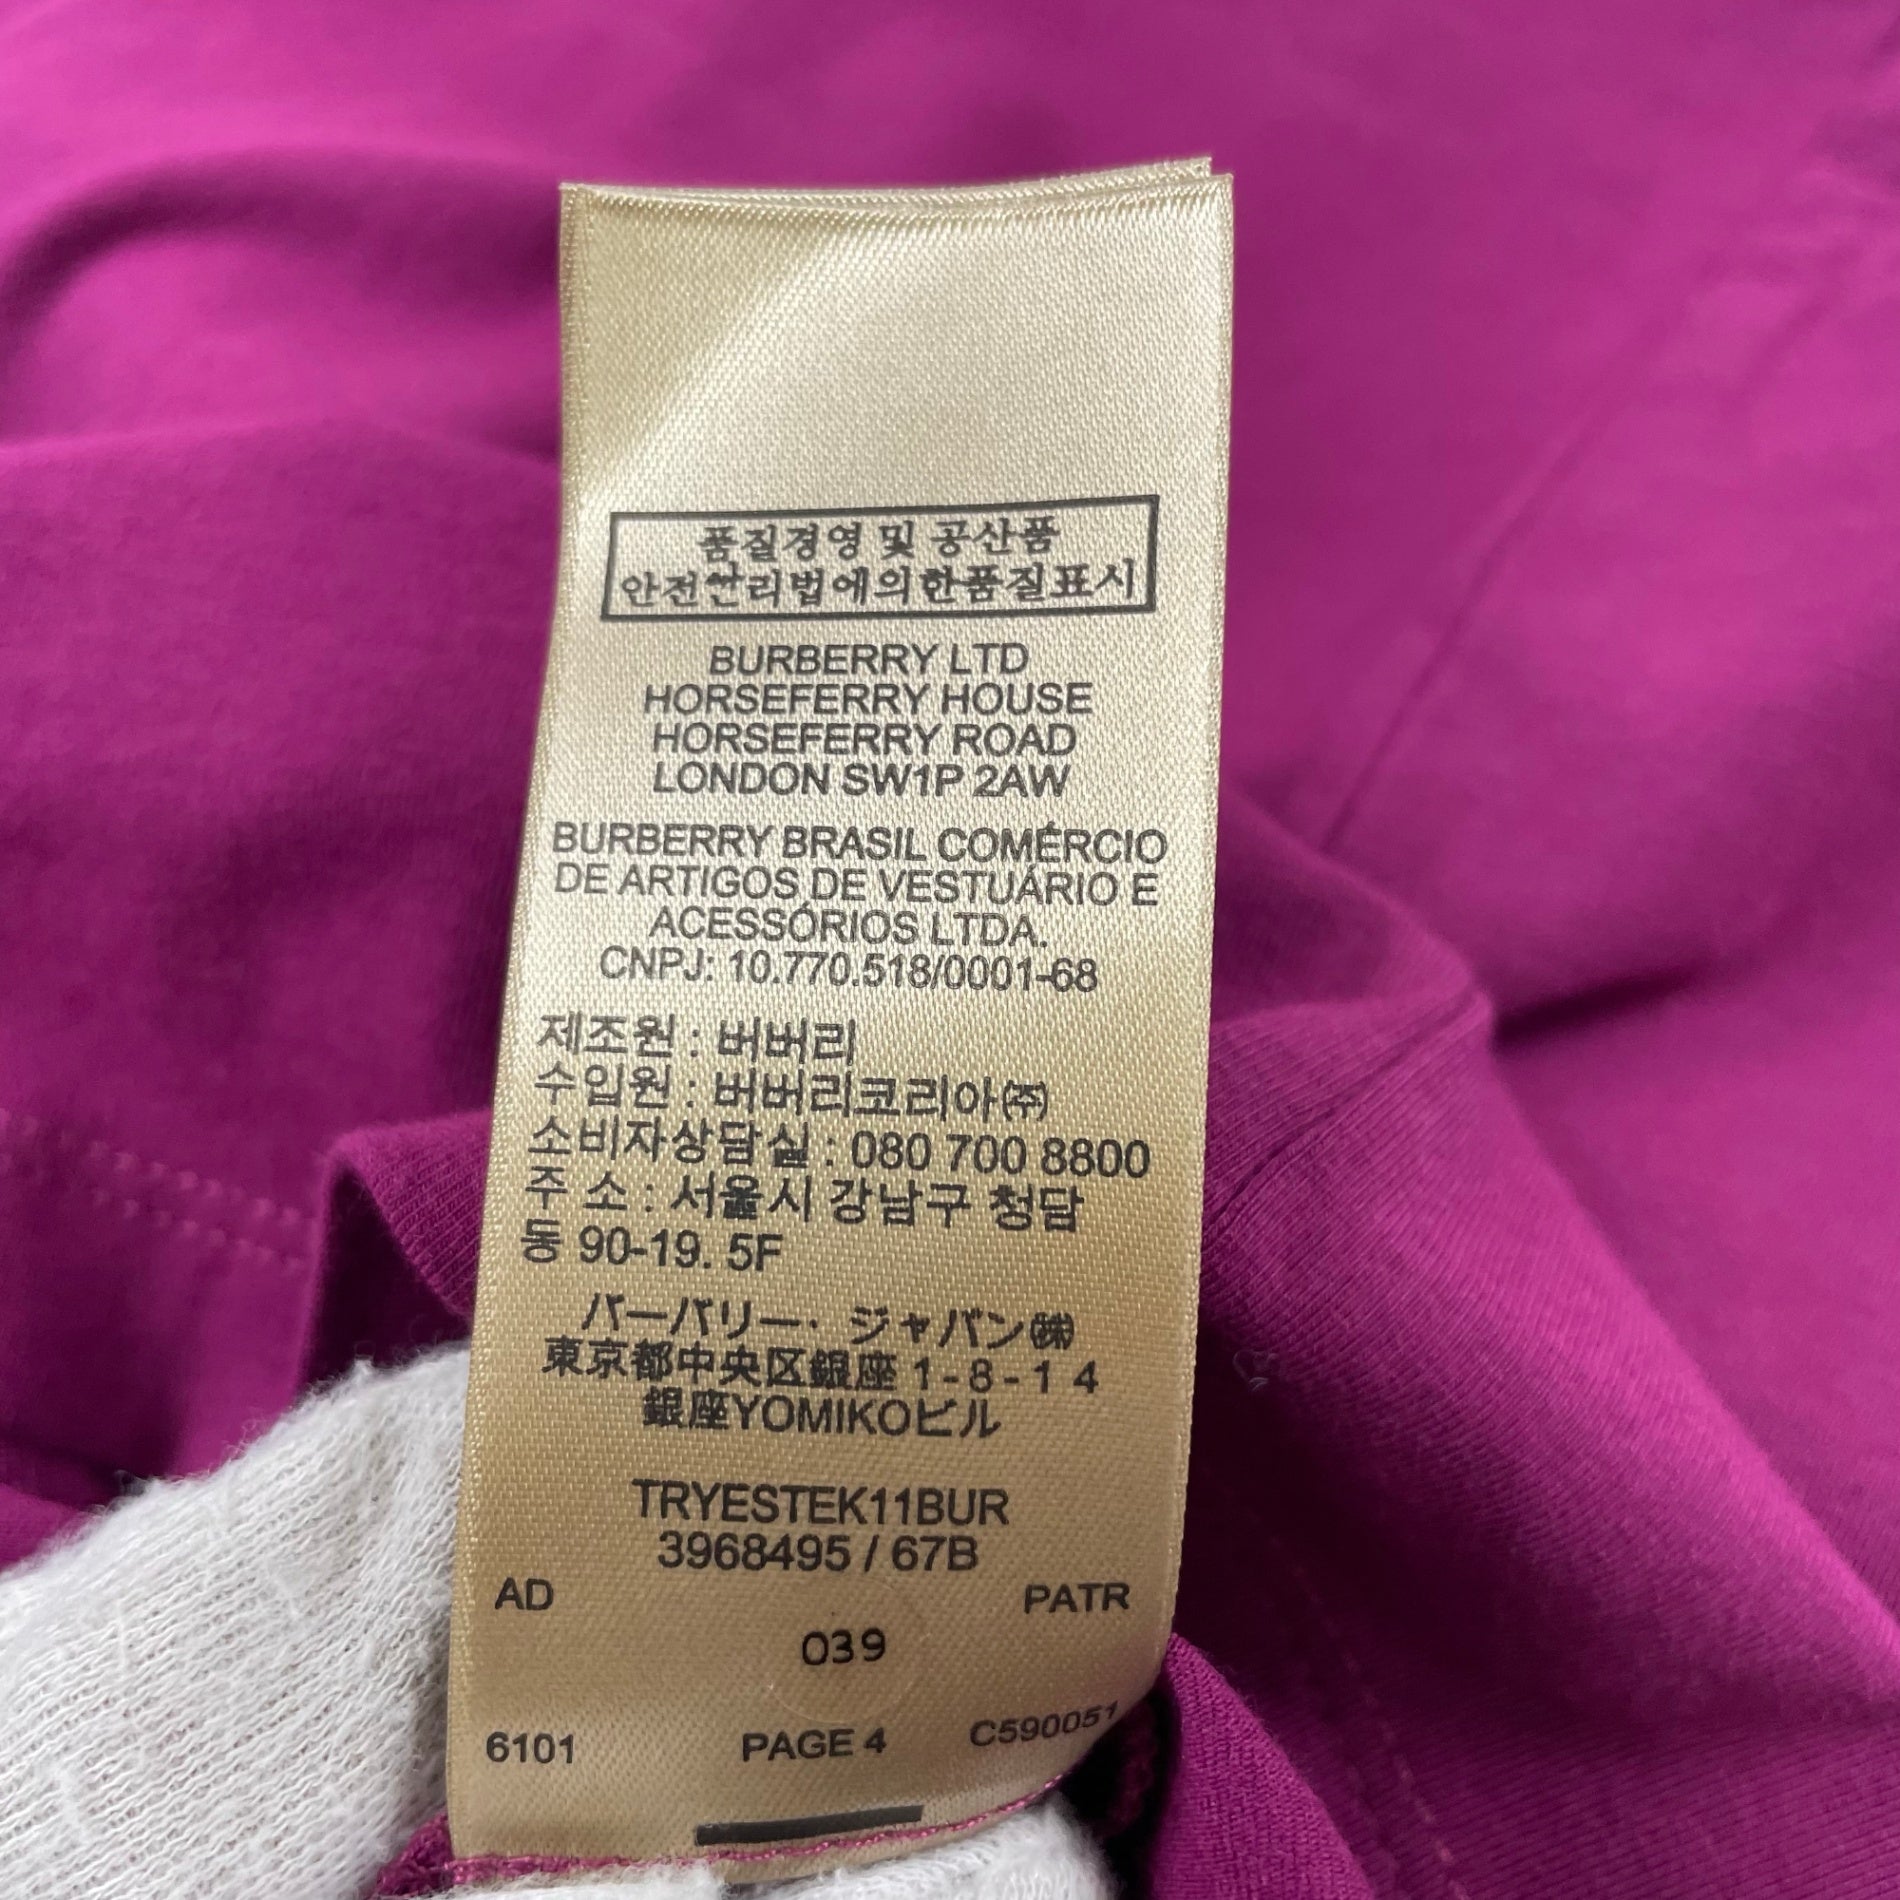 품질경영 및 공산품
안전관리법에의한품질표시
BURBERRY LTD
HORSEFERRY HOUSE
HORSEFERRY ROAD
LONDON SW1P 2AW
BURBERRY BRASIL COMÉRCIO
DE ARTIGOS DE VESTUÁRIO E
ACESSÓRIOS LTDA.
CNPJ: 10.770.518/0001-68
제조원 : 버버리
수입원 : 버버리코리아㈜
소비자상담실 : 080 700 8800
주 소 : 서울시 강남구 청담
동 90-19. 5F
バーバリー・ジャパン㈱
東京都中央区銀座1-8-14
銀座YOMIKOビル
TRYESTEK11BUR
3968495 / 67B
AD PATR
039
6101 PAGE 4 C590051